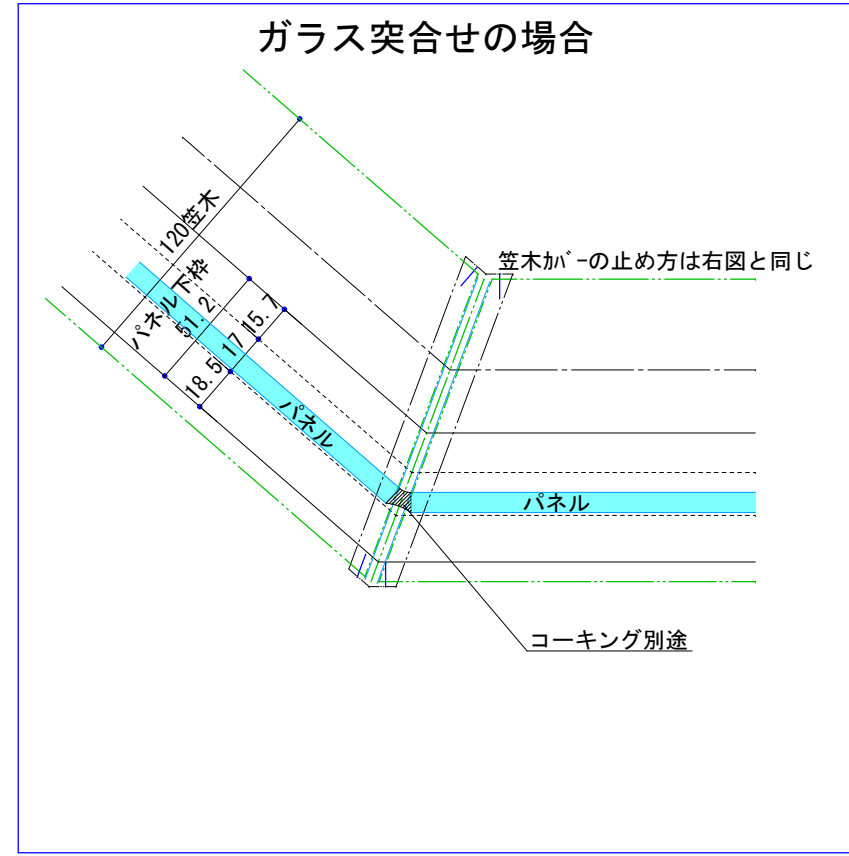 ガラス突合せの場合
120笠木
パネル下枠
51.2
18.5
17
15.7
笠木ｶﾊﾞｰの止め方は右図と同じ
パネル
パネル
コーキング別途